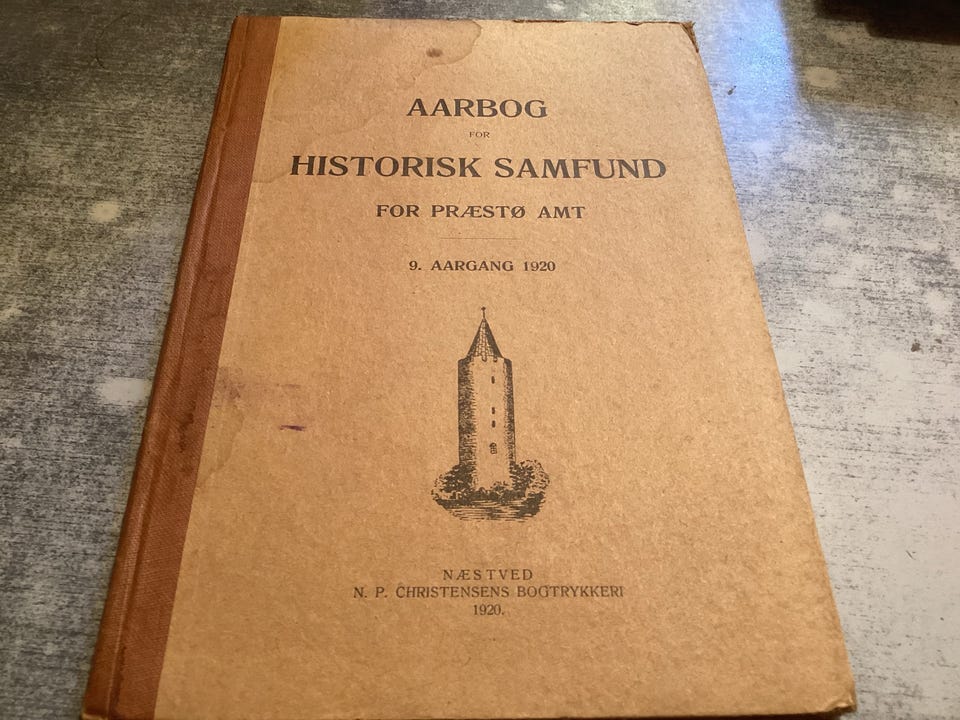 AARBOG
FOR
HISTORISK SAMFUND
FOR PRÆSTØ AMT
9. AARGANG 1920
NÆSTVED
N. P. CHRISTENSENS BOGTRYKKERI
1920.